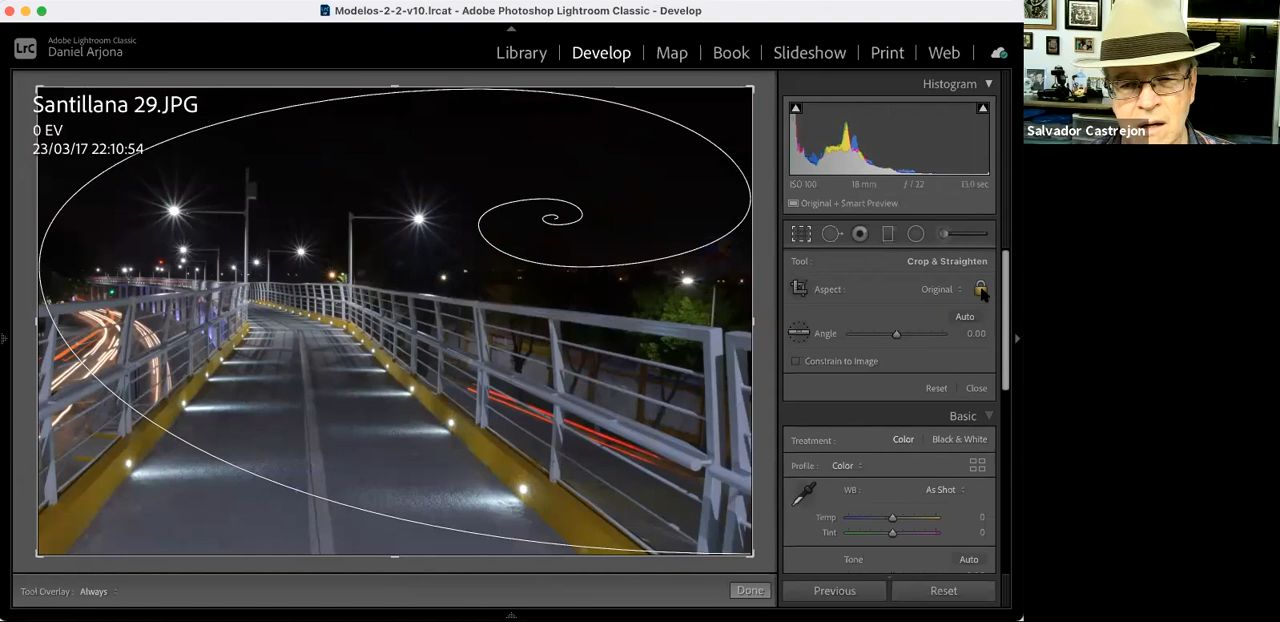 Modelos-2-2-v10.lrcat - Adobe Photoshop Lightroom Classic - Develop
LrC
Adobe Lightroom Classic
Daniel Arjona
Library | Develop | Map | Book | Slideshow | Print | Web
Santillana 29.JPG
0 EV
23/03/17 22:10:54
Histogram
ISO 100 18 mm ƒ / 22 13.0 sec
Original + Smart Preview
Tool : Crop & Straighten
Aspect : Original
Auto
Angle 0.00
Constrain to Image
Reset Close
Basic
Treatment : Color Black & White
Profile : Color
WB : As Shot
Temp 0
Tint 0
Tone Auto
Tool Overlay : Always
Done
Previous Reset
Salvador Castrejon